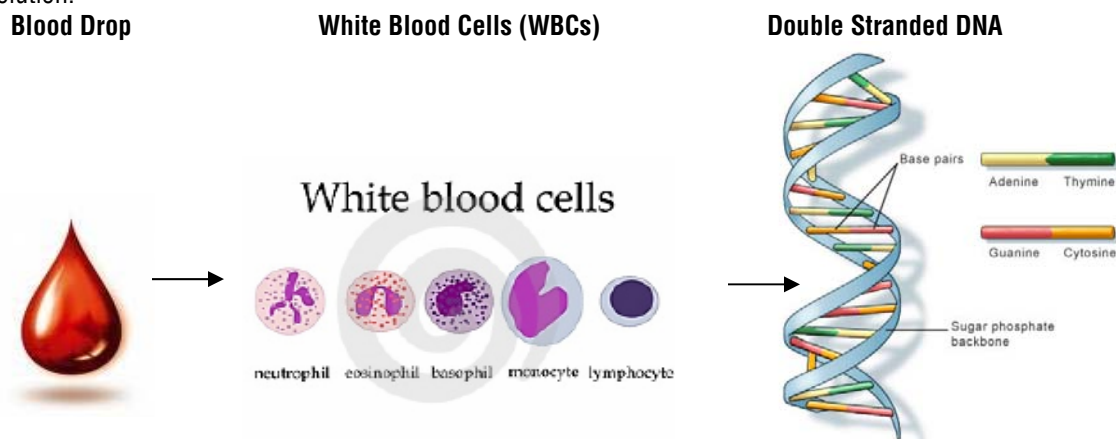 Blood Drop
White Blood Cells (WBCs)
Double Stranded DNA
White blood cells
neutrophil eosinophil basophil monocyte lymphocyte
Base pairs
Adenine Thymine
Guanine Cytosine
Sugar phosphate
backbone